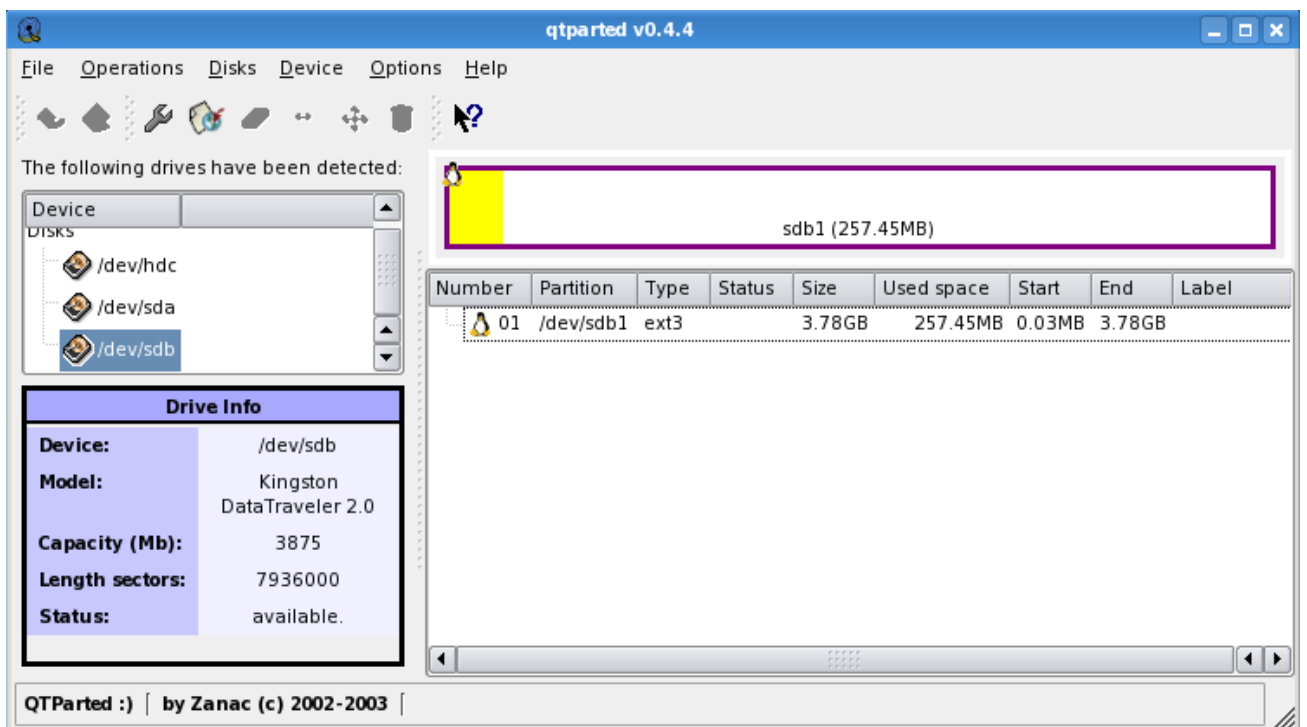 qtparted v0.4.4
File Operations Disks Device Options Help
The following drives have been detected:
Device
Disks
/dev/hdc
/dev/sda
/dev/sdb
Drive Info
Device: /dev/sdb
Model: Kingston
DataTraveler 2.0
Capacity (Mb): 3875
Length sectors: 7936000
Status: available.
sdb1 (257.45MB)
Number Partition Type Status Size Used space Start End Label
01 /dev/sdb1 ext3 3.78GB 257.45MB 0.03MB 3.78GB
QTParted :) by Zanac (c) 2002-2003